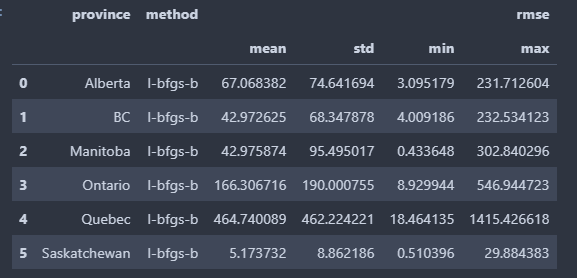 province method rmse
mean std min max
0 Alberta l-bfgs-b 67.068382 74.641694 3.095179 231.712604
1 BC l-bfgs-b 42.972625 68.347878 4.009186 232.534123
2 Manitoba l-bfgs-b 42.975874 95.495017 0.433648 302.840296
3 Ontario l-bfgs-b 166.306716 190.000755 8.929944 546.944723
4 Quebec l-bfgs-b 464.740089 462.224221 18.464135 1415.426618
5 Saskatchewan l-bfgs-b 5.173732 8.862186 0.510396 29.884383